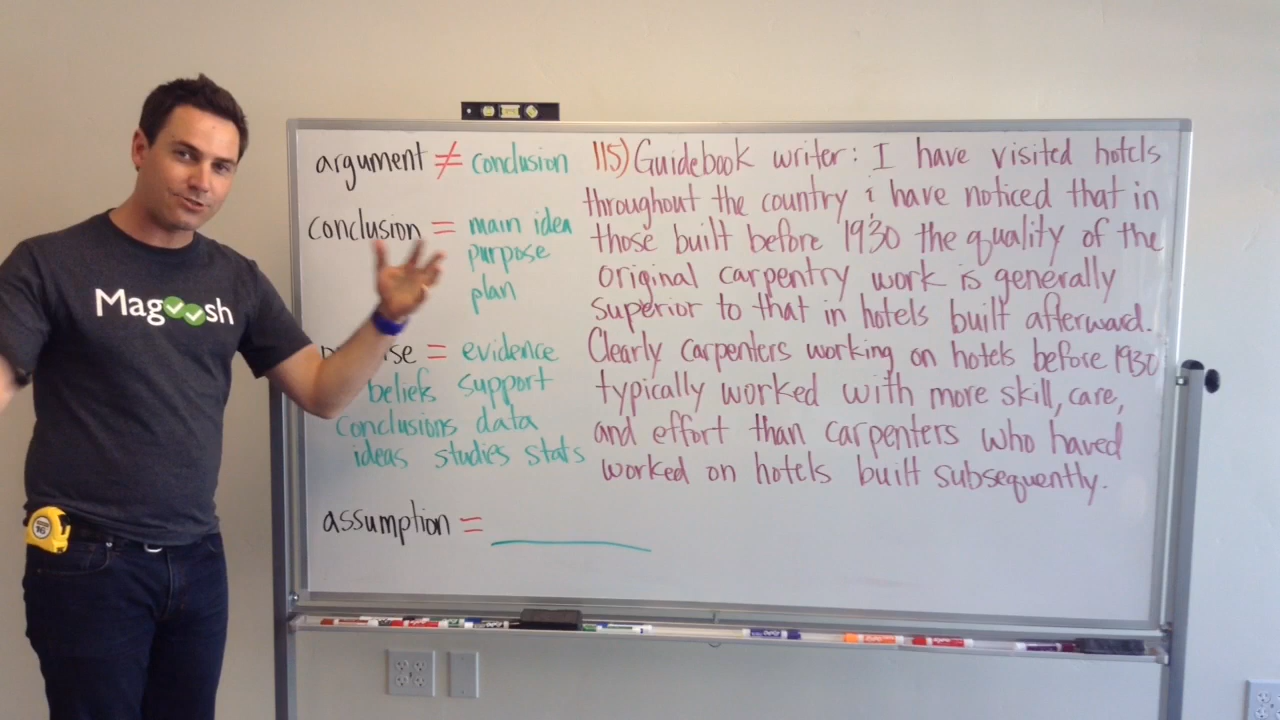 Magoosh
argument ≠ conclusion
conclusion = main idea
purpose
plan
= evidence
beliefs support
conclusions data
ideas studies stats
assumption =
115) Guidebook writer: I have visited hotels
throughout the country & have noticed that in
those built before 1930 the quality of the
original carpentry work is generally
superior to that in hotels built afterward.
Clearly carpenters working on hotels before 1930
typically worked with more skill, care,
and effort than carpenters who haved
worked on hotels built subsequently.